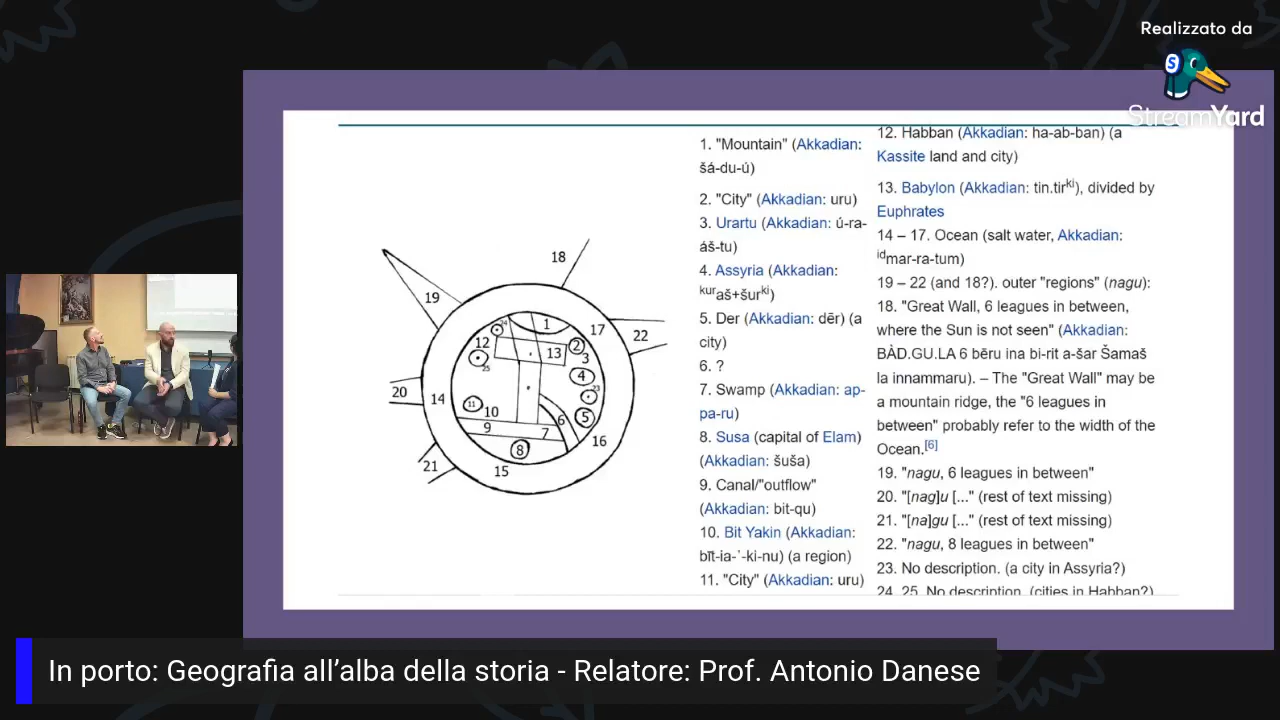 Realizzato da
StreamYard
1. "Mountain" (Akkadian:
šá-du-ú)
2. "City" (Akkadian: uru)
3. Urartu (Akkadian: ú-ra-
áš-tu)
4. Assyria (Akkadian:
kuraš+šurki)
5. Der (Akkadian: dēr) (a
city)
6. ?
7. Swamp (Akkadian: ap-
pa-ru)
8. Susa (capital of Elam)
(Akkadian: šuša)
9. Canal/"outflow"
(Akkadian: bit-qu)
10. Bit Yakin (Akkadian:
bīt-ia-᾿-ki-nu) (a region)
11. "City" (Akkadian: uru)
12. Habban (Akkadian: ha-ab-ban) (a
Kassite land and city)
13. Babylon (Akkadian: tin.tirki), divided by
Euphrates
14 – 17. Ocean (salt water, Akkadian:
idmar-ra-tum)
19 – 22 (and 18?). outer "regions" (nagu):
18. "Great Wall, 6 leagues in between,
where the Sun is not seen" (Akkadian:
BÀD.GU.LA 6 bēru ina bi-rit a-šar Šamaš
la innammaru). – The "Great Wall" may be
a mountain ridge, the "6 leagues in
between" probably refer to the width of the
Ocean.[6]
19. "nagu, 6 leagues in between"
20. "[nag]u [..." (rest of text missing)
21. "[na]gu [..." (rest of text missing)
22. "nagu, 8 leagues in between"
23. No description. (a city in Assyria?)
24, 25. No description. (cities in Habban?)
18
19
17
22
1
24
12
13
2
3
25
4
23
20
14
11
10
6
5
9
7
16
8
21
15
In porto: Geografia all’alba della storia - Relatore: Prof. Antonio Danese